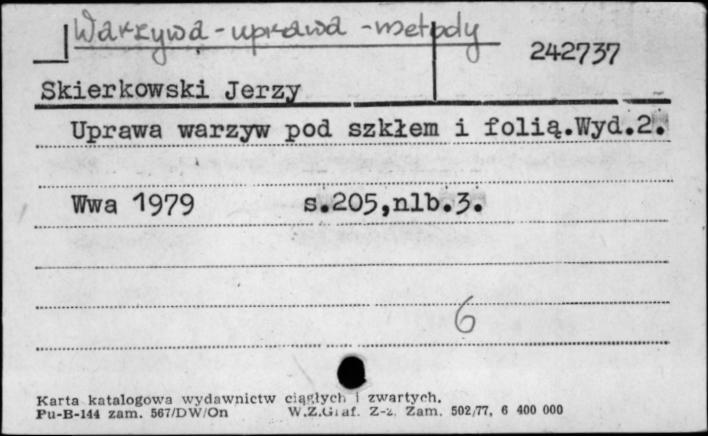 Warzywa - uprawa - metody
242737
Skierkowski Jerzy
Uprawa warzyw pod szkłem i folią.Wyd.2.
Wwa 1979 s.205,nlb.3.
6
Karta katalogowa wydawnictw ciągłych i zwartych.
Pu-B-144 zam. 567/DW/On W.Z.Graf. Z-2. Zam. 502/77, 6 400 000